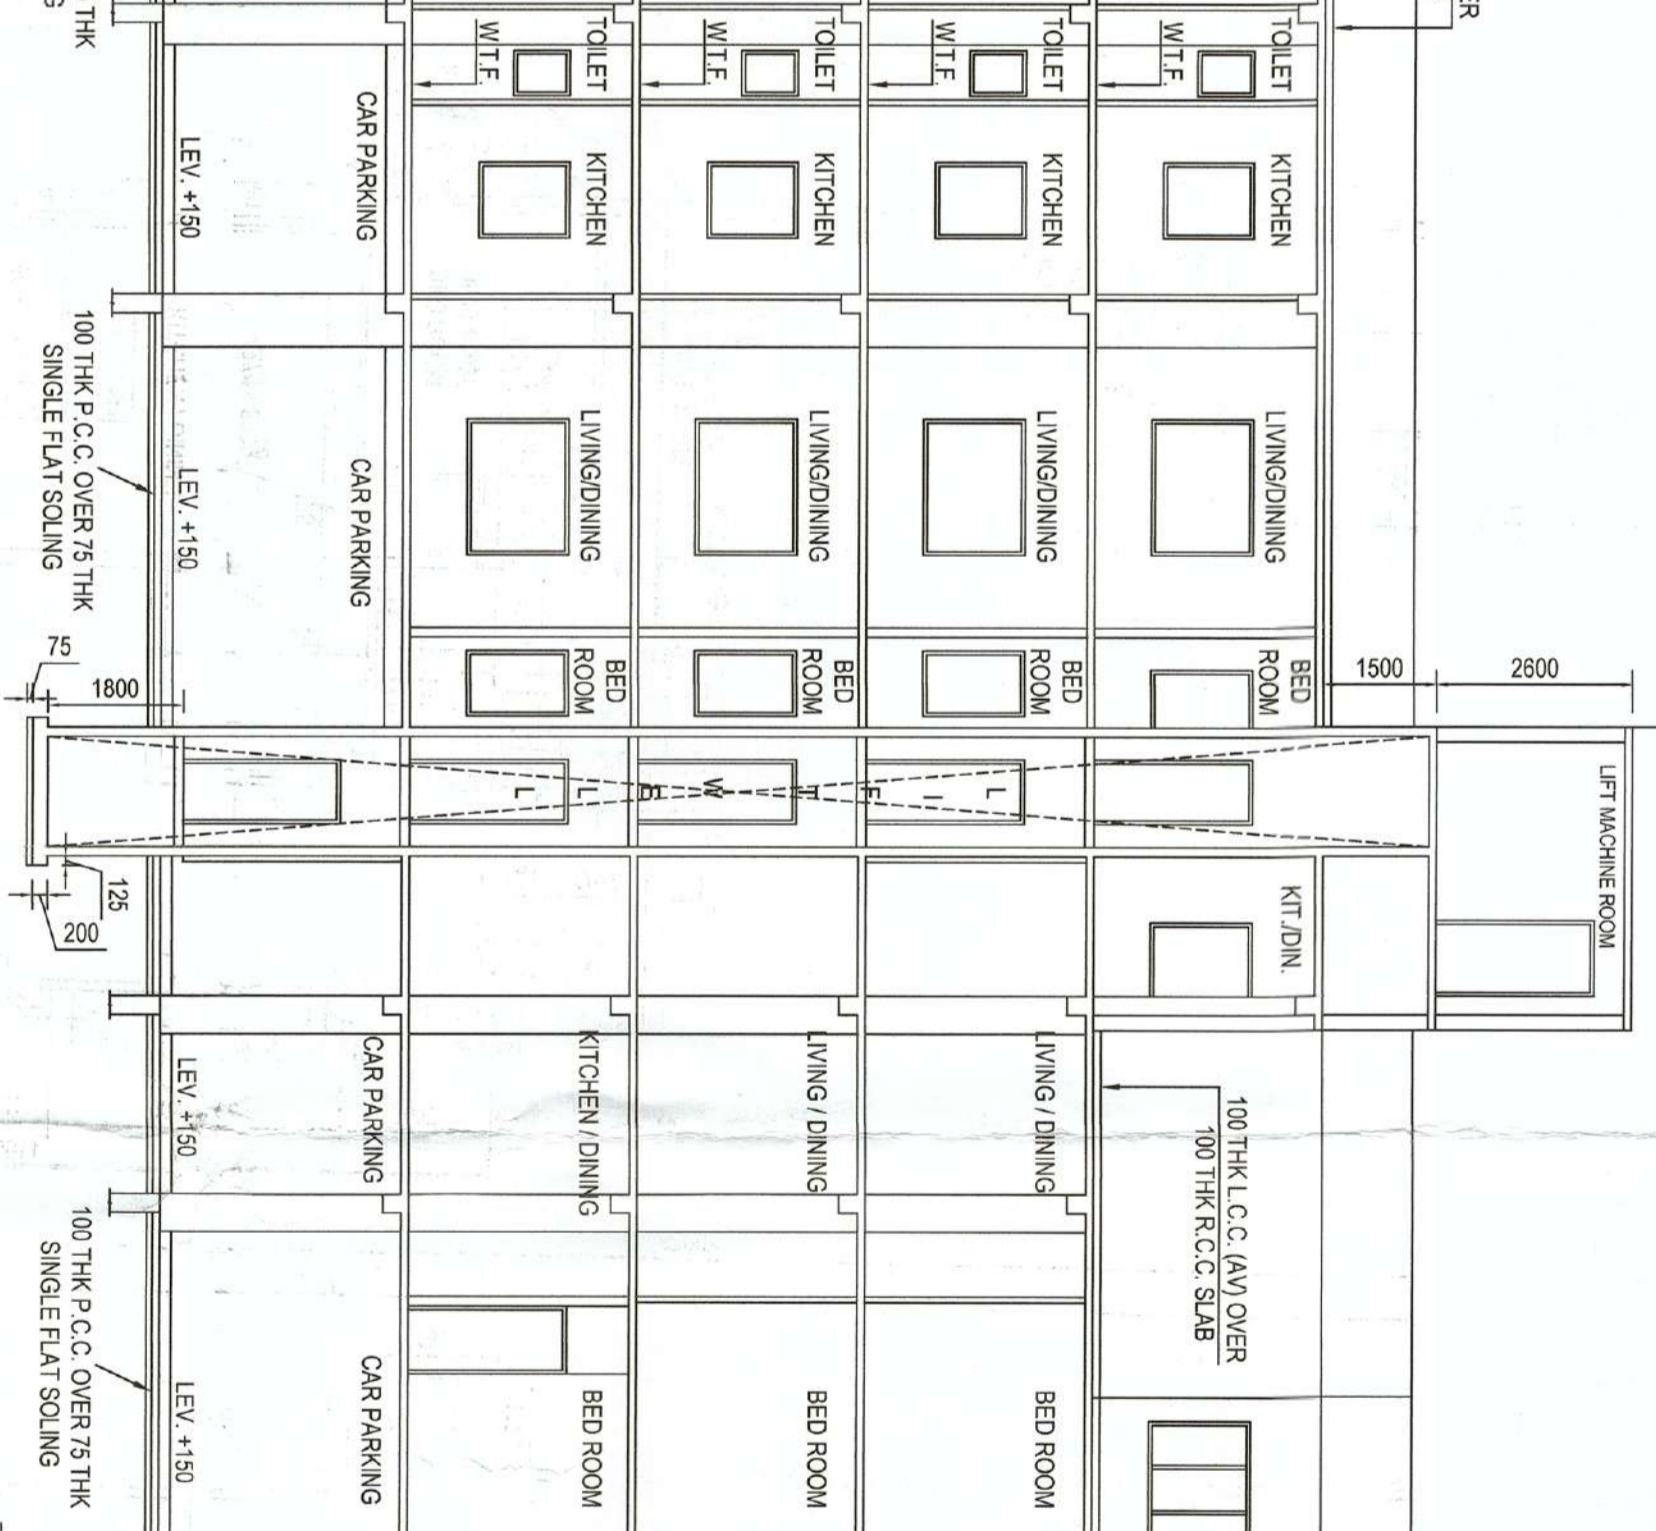 LIFT MACHINE ROOM
2600
1500
ER
TOILET
KITCHEN
LIVING/DINING
BED
ROOM
KIT./DIN.
W.T.F.
100 THK L.C.C. (AV) OVER
100 THK R.C.C. SLAB
TOILET
KITCHEN
LIVING/DINING
BED
ROOM
LIVING / DINING
BED ROOM
W.T.F.
TOILET
KITCHEN
LIVING/DINING
BED
ROOM
LIVING / DINING
BED ROOM
W.T.F.
TOILET
KITCHEN
LIVING/DINING
BED
ROOM
KITCHEN / DINING
BED ROOM
W.T.F.
L I F T W E L L
CAR PARKING
CAR PARKING
CAR PARKING
CAR PARKING
LEV. +150
LEV. +150
LEV. +150
LEV. +150
1800
75
125
200
THK
G
100 THK P.C.C. OVER 75 THK
SINGLE FLAT SOLING
100 THK P.C.C. OVER 75 THK
SINGLE FLAT SOLING